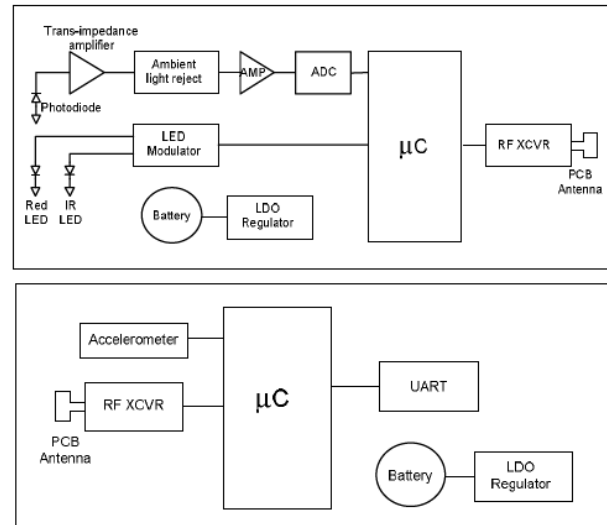 Trans-impedance
amplifier
Ambient
light reject
AMP
ADC
Photodiode
LED
Modulator
μC
RF XCVR
PCB
Antenna
Red
LED
IR
LED
Battery
LDO
Regulator
Accelerometer
RF XCVR
PCB
Antenna
μC
UART
Battery
LDO
Regulator